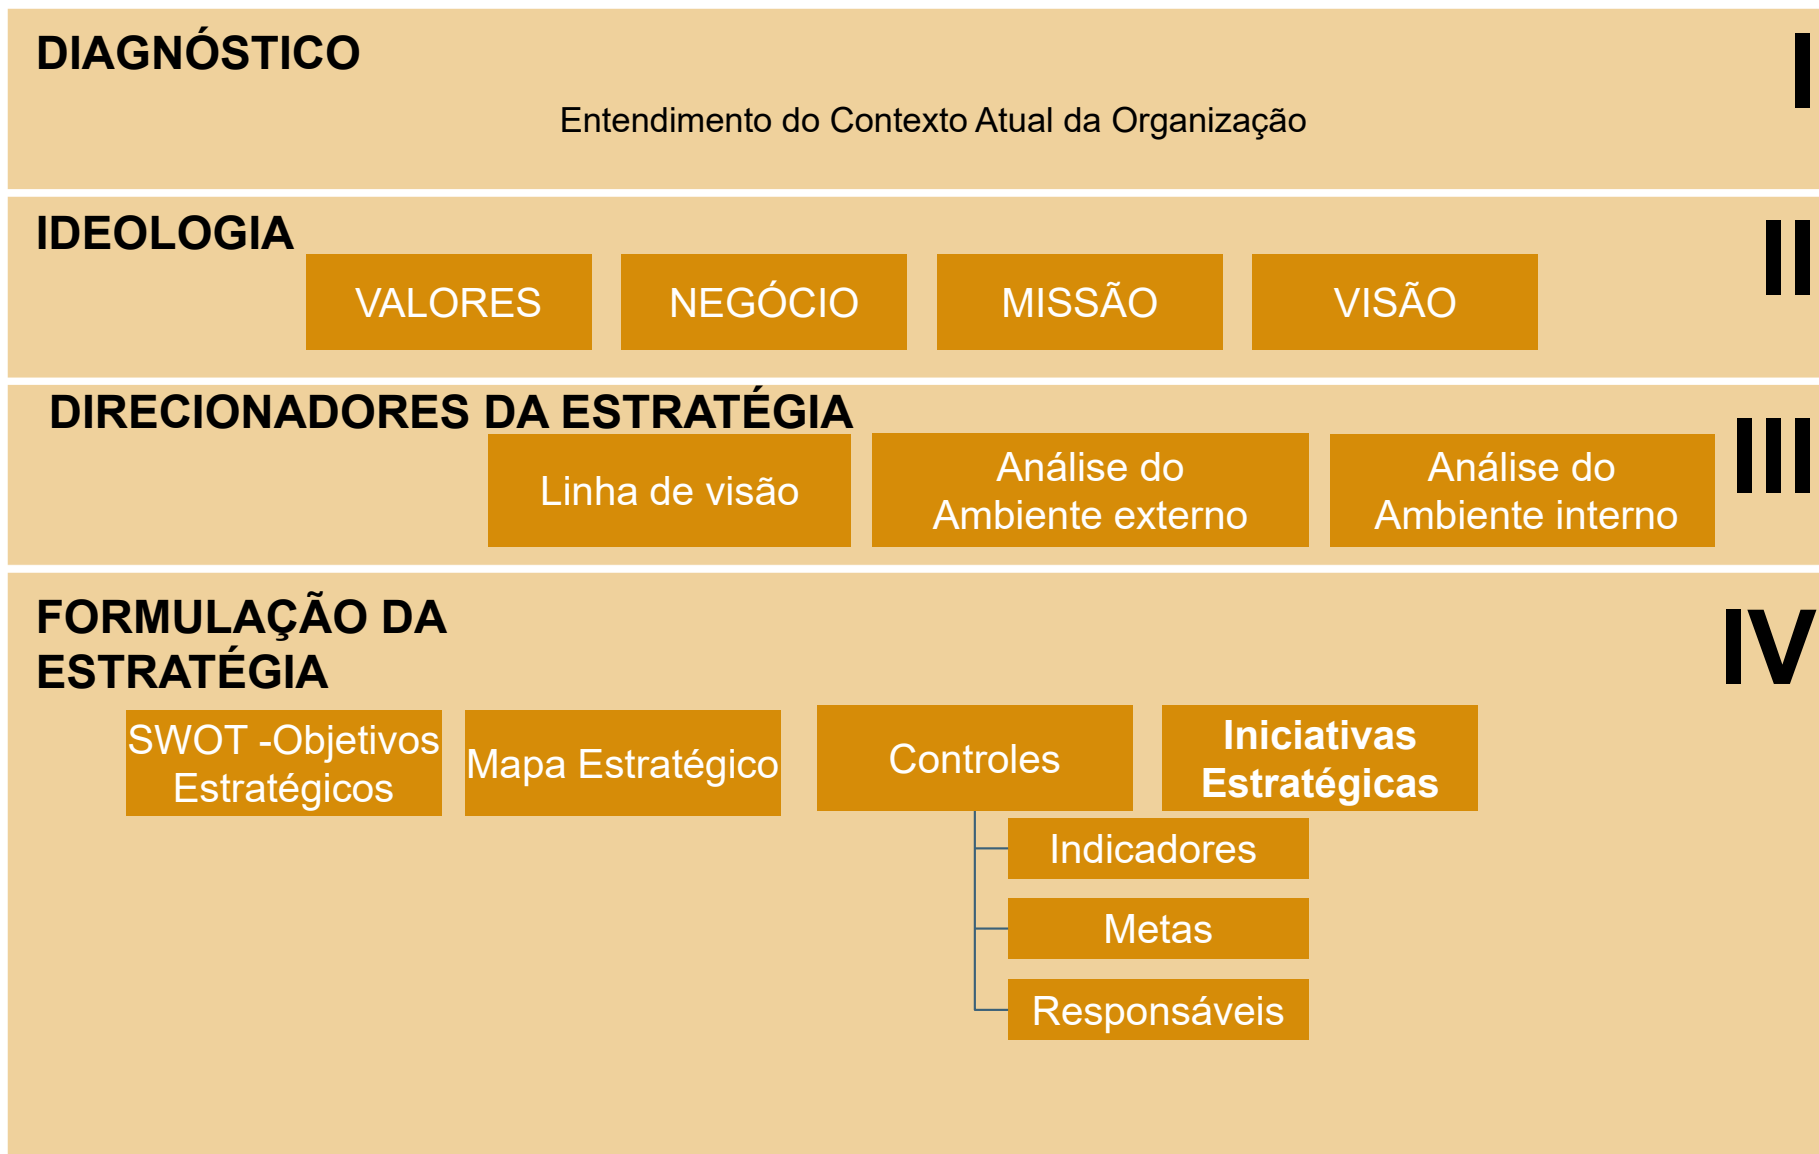 DIAGNÓSTICO
I
Entendimento do Contexto Atual da Organização
IDEOLOGIA
II
VALORES
NEGÓCIO
MISSÃO
VISÃO
DIRECIONADORES DA ESTRATÉGIA
III
Linha de visão
Análise do
Ambiente externo
Análise do
Ambiente interno
FORMULAÇÃO DA
ESTRATÉGIA
IV
SWOT -Objetivos
Estratégicos
Mapa Estratégico
Controles
Iniciativas
Estratégicas
Indicadores
Metas
Responsáveis